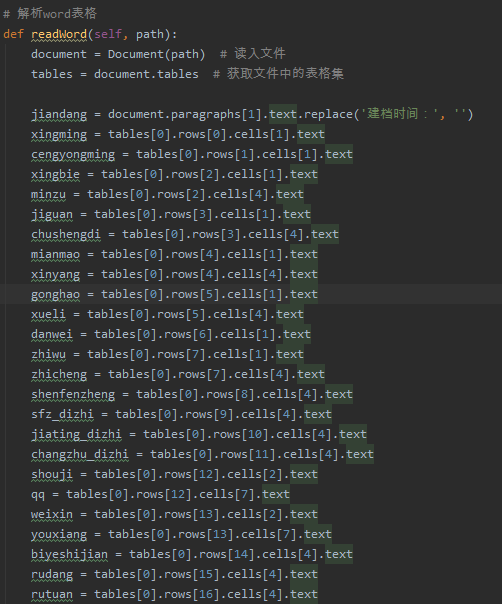 # 解析word表格
def readWord(self, path):
    document = Document(path)  # 读入文件
    tables = document.tables  # 获取文件中的表格集

    jiandang = document.paragraphs[1].text.replace('建档时间：', '')
    xingming = tables[0].rows[0].cells[1].text
    cengyongming = tables[0].rows[1].cells[1].text
    xingbie = tables[0].rows[2].cells[1].text
    minzu = tables[0].rows[2].cells[4].text
    jiguan = tables[0].rows[3].cells[1].text
    chushengdi = tables[0].rows[3].cells[4].text
    mianmao = tables[0].rows[4].cells[1].text
    xinyang = tables[0].rows[4].cells[4].text
    gonghao = tables[0].rows[5].cells[1].text
    xueli = tables[0].rows[5].cells[4].text
    danwei = tables[0].rows[6].cells[1].text
    zhiwu = tables[0].rows[7].cells[1].text
    zhicheng = tables[0].rows[7].cells[4].text
    shenfenzheng = tables[0].rows[8].cells[4].text
    sfz_dizhi = tables[0].rows[9].cells[4].text
    jiating_dizhi = tables[0].rows[10].cells[4].text
    changzhu_dizhi = tables[0].rows[11].cells[4].text
    shouji = tables[0].rows[12].cells[2].text
    qq = tables[0].rows[12].cells[7].text
    weixin = tables[0].rows[13].cells[2].text
    youxiang = tables[0].rows[13].cells[7].text
    biyeshijian = tables[0].rows[14].cells[4].text
    rudang = tables[0].rows[15].cells[4].text
    rutuan = tables[0].rows[16].cells[4].text